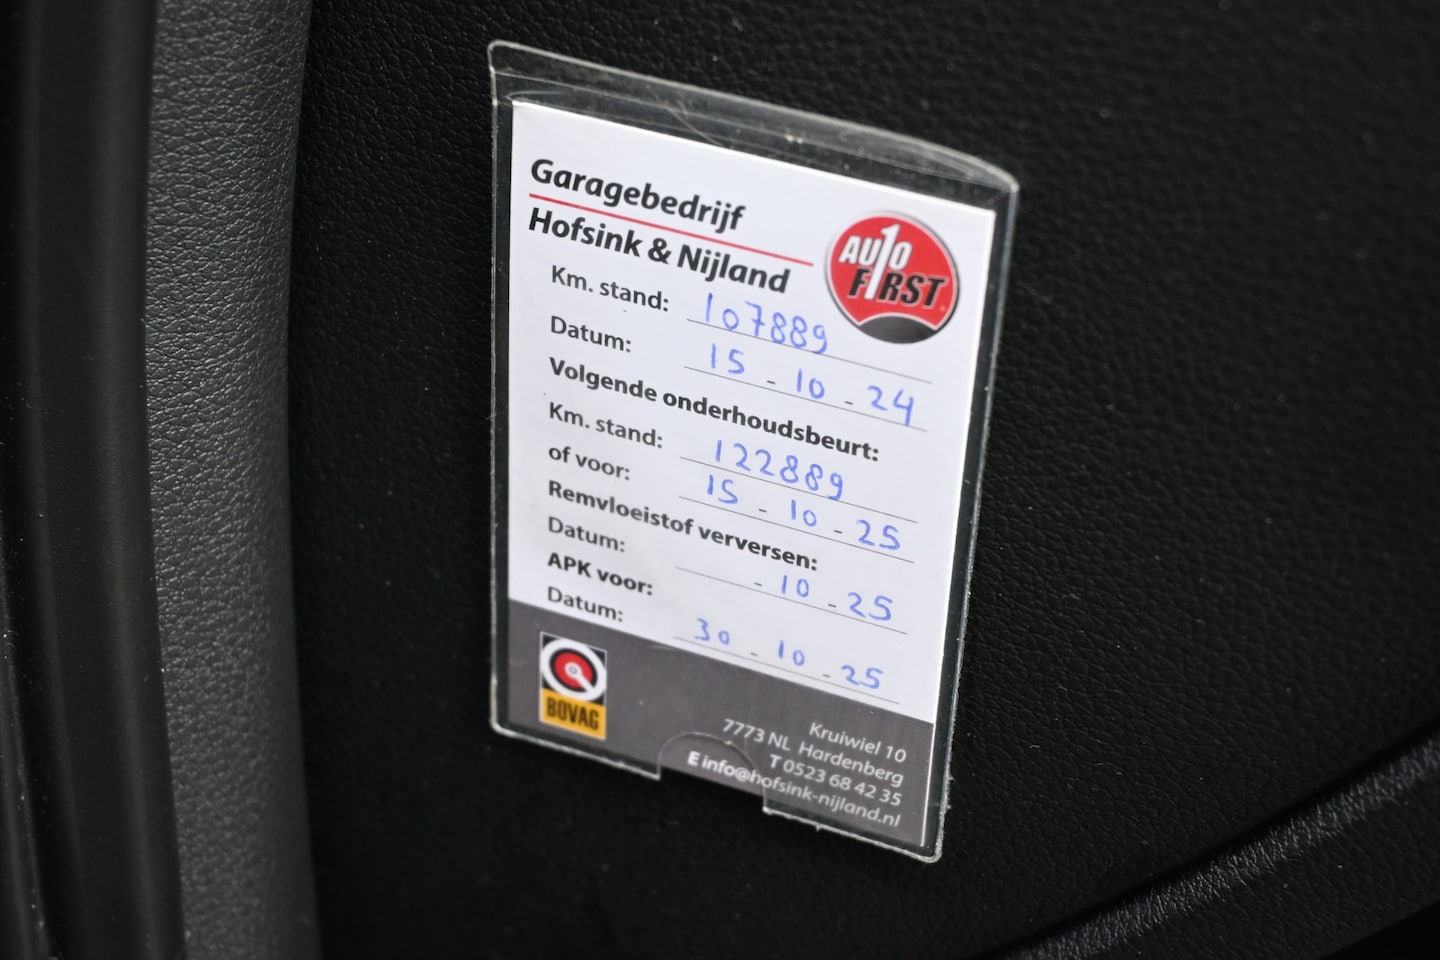 Garagebedrijf
Hofsink & Nijland
AUTO
FIRST
Km. stand: 107889
Datum: 15 - 10 - 24
Volgende onderhoudsbeurt:
Km. stand: 122889
of voor: 15 - 10 - 25
Remvloeistof verversen:
Datum: - 10 - 25
APK voor:
Datum: 30 - 10 - 25
BOVAG
Kruiwiel 10
7773 NL Hardenberg
T 0523 68 42 35
E info@hofsink-nijland.nl